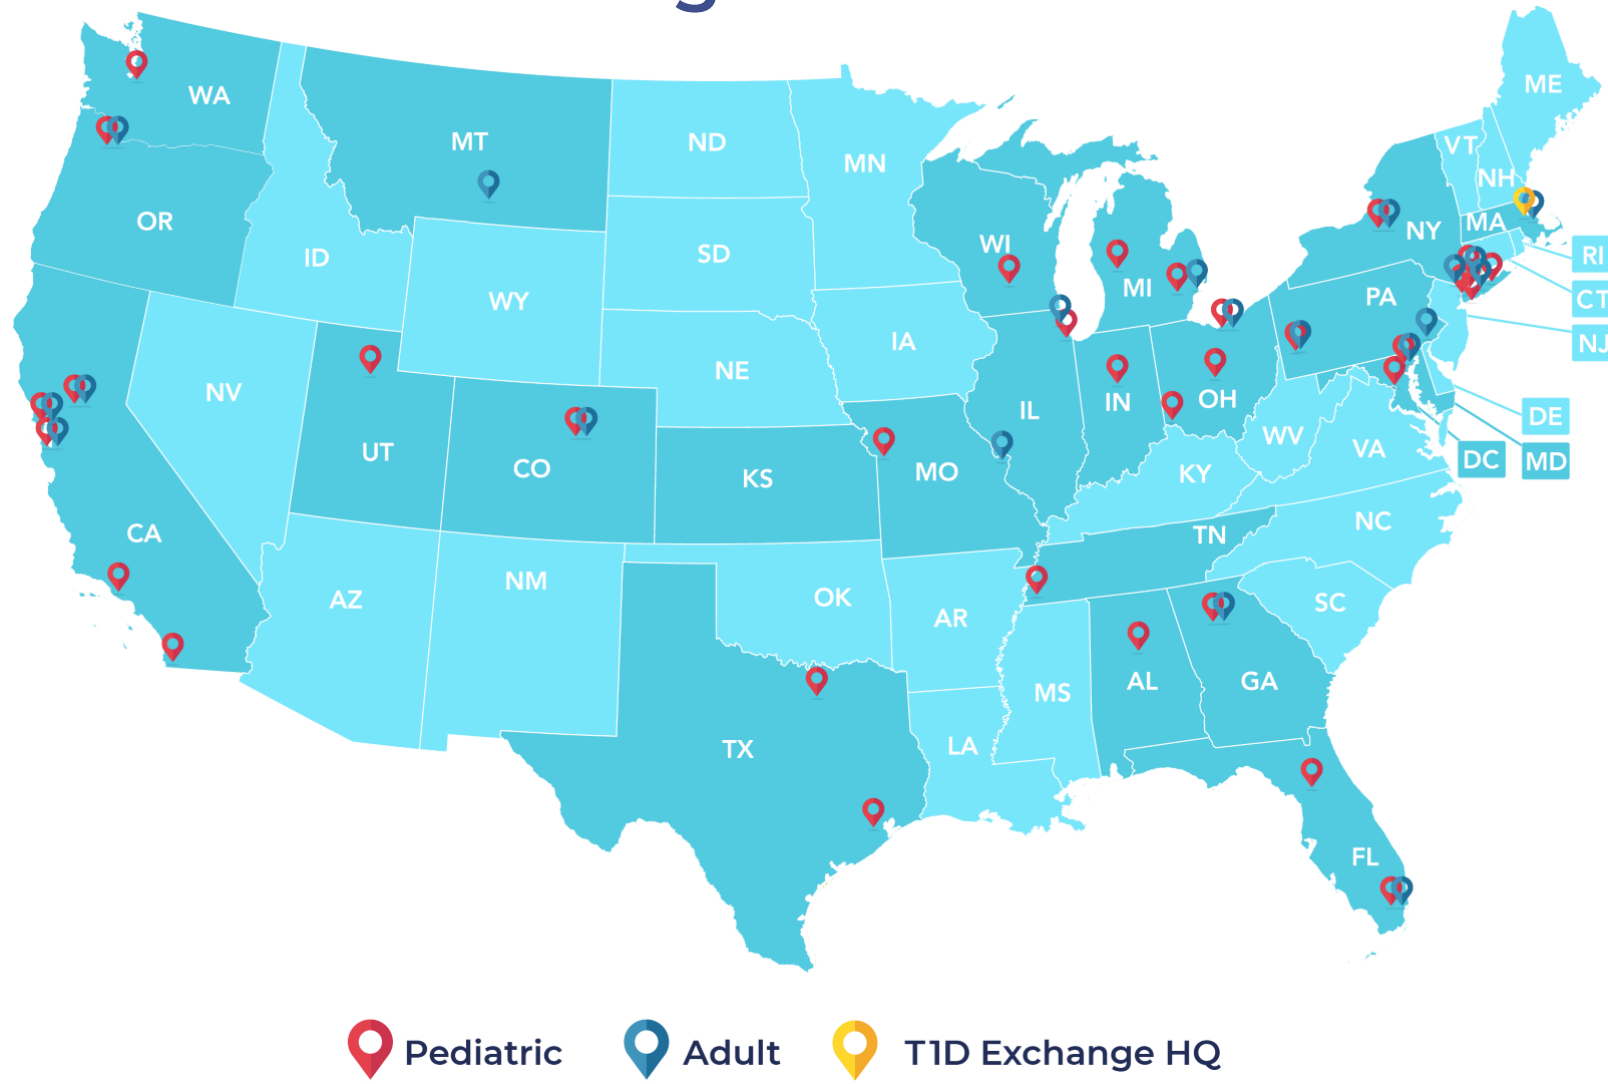 WA
MT
ND
MN
ME
VT
NH
OR
ID
SD
WI
MI
NY
MA
RI
WY
PA
CT
IA
NJ
NV
NE
UT
CO
KS
MO
IL
IN
OH
WV
VA
DE
DC
MD
KY
CA
AZ
NM
OK
AR
TN
NC
SC
MS
AL
GA
TX
LA
FL
Pediatric
Adult
T1D Exchange HQ